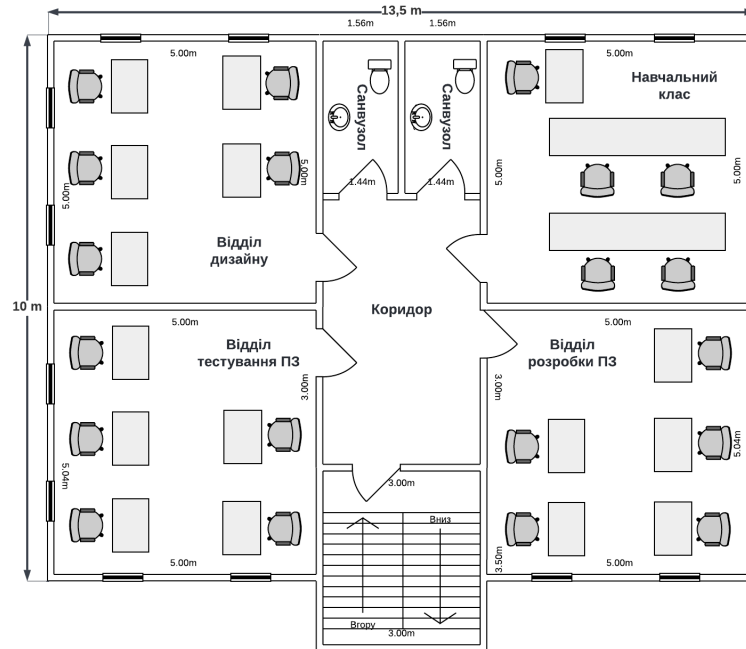 13,5 m
1.56m
1.56m
5.00m
5.00m
Навчальний
клас
Санвузол
Санвузол
5.00m
5.00m
5.00m
5.00m
1.44m
1.44m
Відділ
дизайну
10 m
Коридор
5.00m
5.00m
Відділ
тестування ПЗ
Відділ
розробки ПЗ
3.00m
3.00m
5.04m
5.04m
3.00m
Вниз
3.50m
5.00m
5.00m
Вгору
3.00m